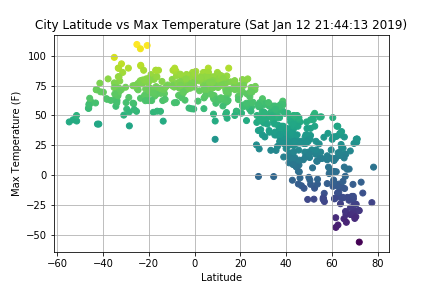 City Latitude vs Max Temperature (Sat Jan 12 21:44:13 2019)
Max Temperature (F)
100
75
50
25
0
−25
−50
−60 −40 −20 0 20 40 60 80
Latitude